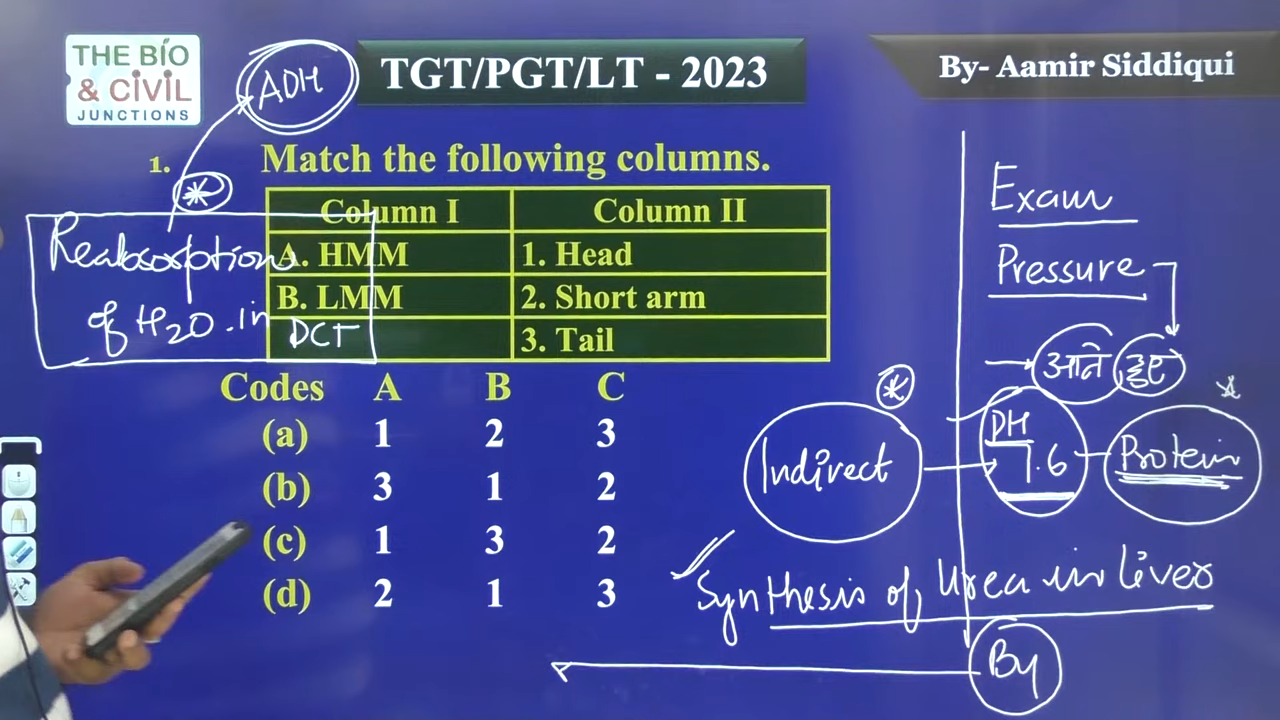 THE BIO
& CIVIL
JUNCTIONS
ADH
TGT/PGT/LT - 2023
By- Aamir Siddiqui
1. Match the following columns.
Column I Column II
A. HMM 1. Head
B. LMM 2. Short arm
3. Tail
Reabsorption
of H2O in
DCT
Codes A B C
(a) 1 2 3
(b) 3 1 2
(c) 1 3 2
(d) 2 1 3
Exam
Pressure
PH
7.6
Indirect
Protein
Synthesis of Urea in liver
By